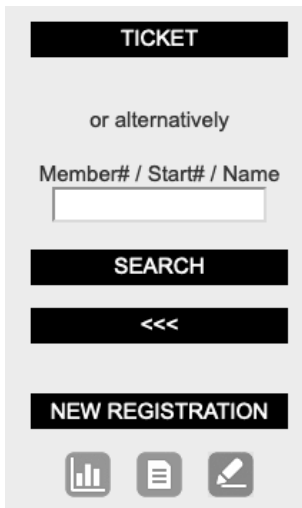 TICKET
or alternatively
Member# / Start# / Name
SEARCH
<<<
NEW REGISTRATION